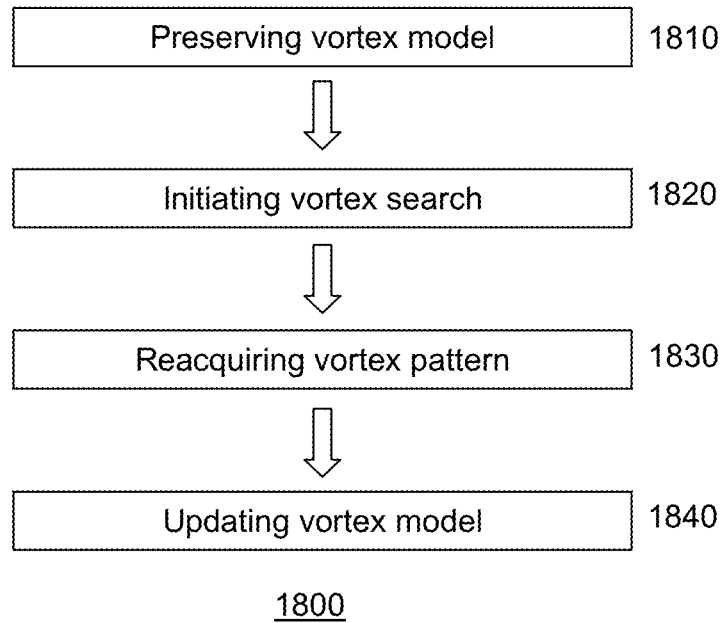 Preserving vortex model 1810
Initiating vortex search 1820
Reacquiring vortex pattern 1830
Updating vortex model 1840
1800